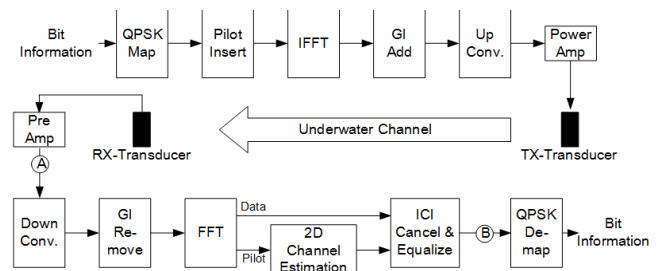 Bit
Information
QPSK
Map
Pilot
Insert
IFFT
GI
Add
Up
Conv.
Power
Amp
Pre
Amp
RX-Transducer
Underwater Channel
TX-Transducer
A
Down
Conv.
GI
Re-
move
FFT
Data
Pilot
2D
Channel
Estimation
ICI
Cancel &
Equalize
B
QPSK
De-
map
Bit
Information